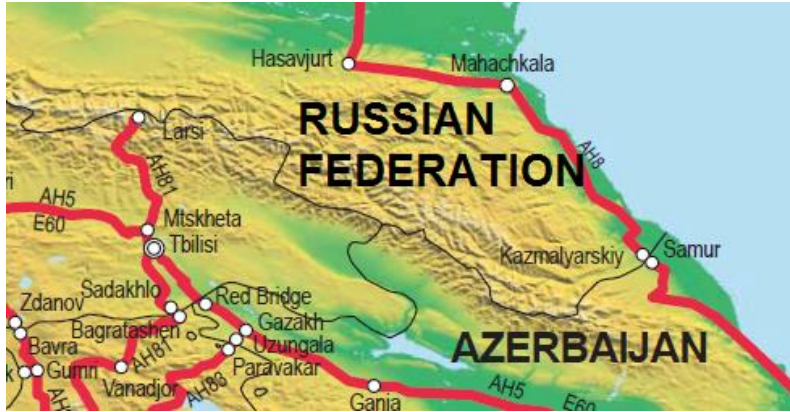 Hasavjurt
Mahachkala
RUSSIAN
FEDERATION
Larsi
AH81
AH8
AH5
E60
Mtskheta
Tbilisi
Kazmalyarskiy
Samur
Sadakhlo
Red Bridge
Zdanov
Bagratashen
Gazakh
Uzungala
AZERBAIJAN
Bavra
AH81
Paravakar
Gumri
Vanadjor
AH83
AH5
E60
Ganja